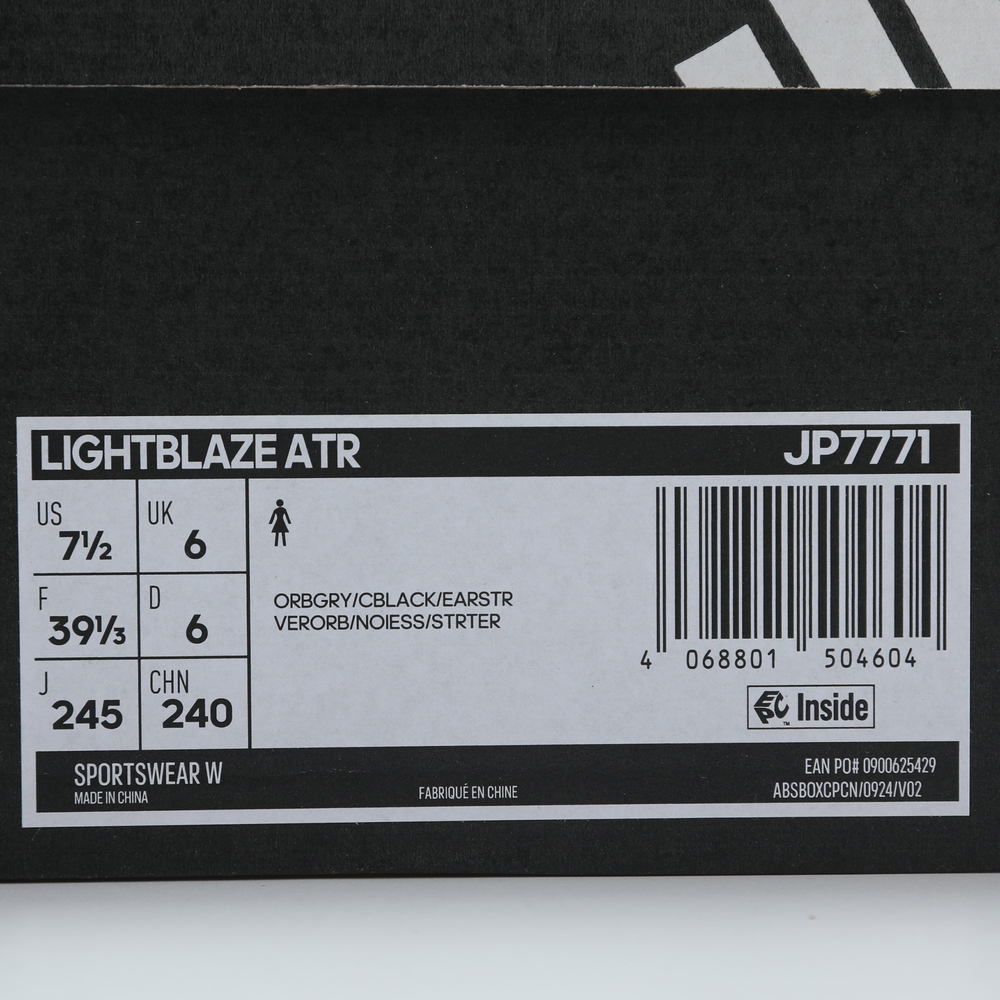 LIGHTBLAZE ATR JP7771
US 7½ UK 6
F 39⅓ D 6
J 245 CHN 240
ORBGRY/CBLACK/EARSTR
VERORB/NOIESS/STRTER
4 068801 504604
EPC™ Inside
SPORTSWEAR W
MADE IN CHINA
FABRIQUÉ EN CHINE
EAN PO# 0900625429
ABSBOXCPCN/0924/V02